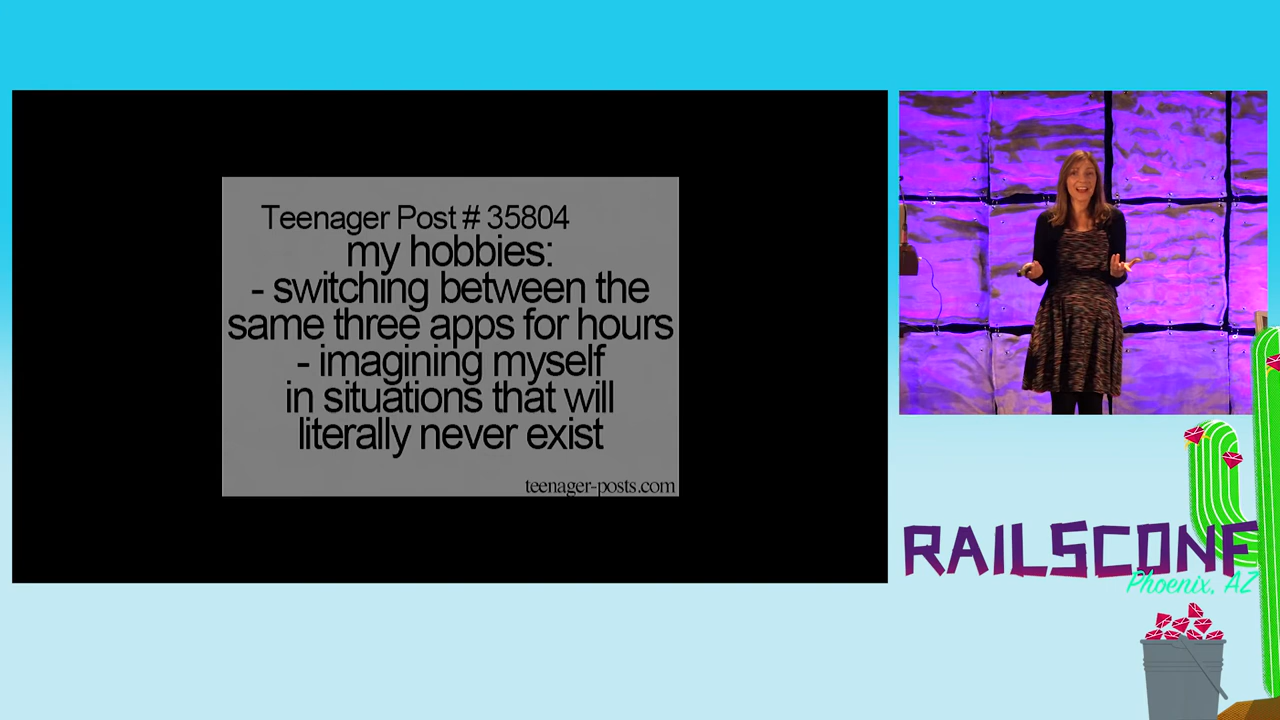 Teenager Post # 35804
my hobbies:
- switching between the
same three apps for hours
- imagining myself
in situations that will
literally never exist
teenager-posts.com
RAILSCONF
Phoenix, AZ